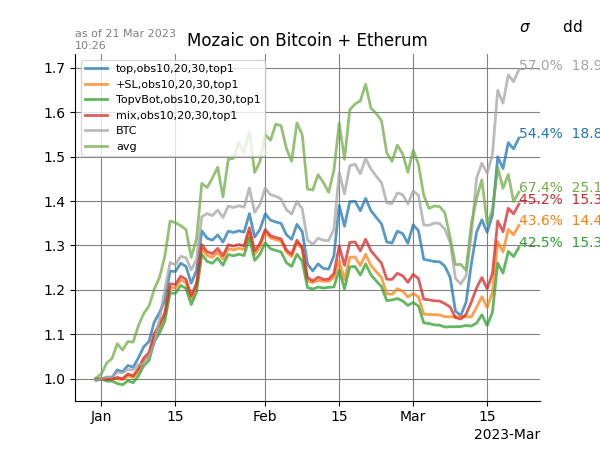 as of 21 Mar 2023
10:26
Mozaic on Bitcoin + Etherum
σ dd
top,obs10,20,30,top1
+SL,obs10,20,30,top1
TopvBot,obs10,20,30,top1
mix,obs10,20,30,top1
BTC
avg
57.0% 18.9
54.4% 18.8
67.4% 25.1
45.2% 15.3
43.6% 14.4
42.5% 15.3
1.7
1.6
1.5
1.4
1.3
1.2
1.1
1.0
Jan 15 Feb 15 Mar 15
2023-Mar